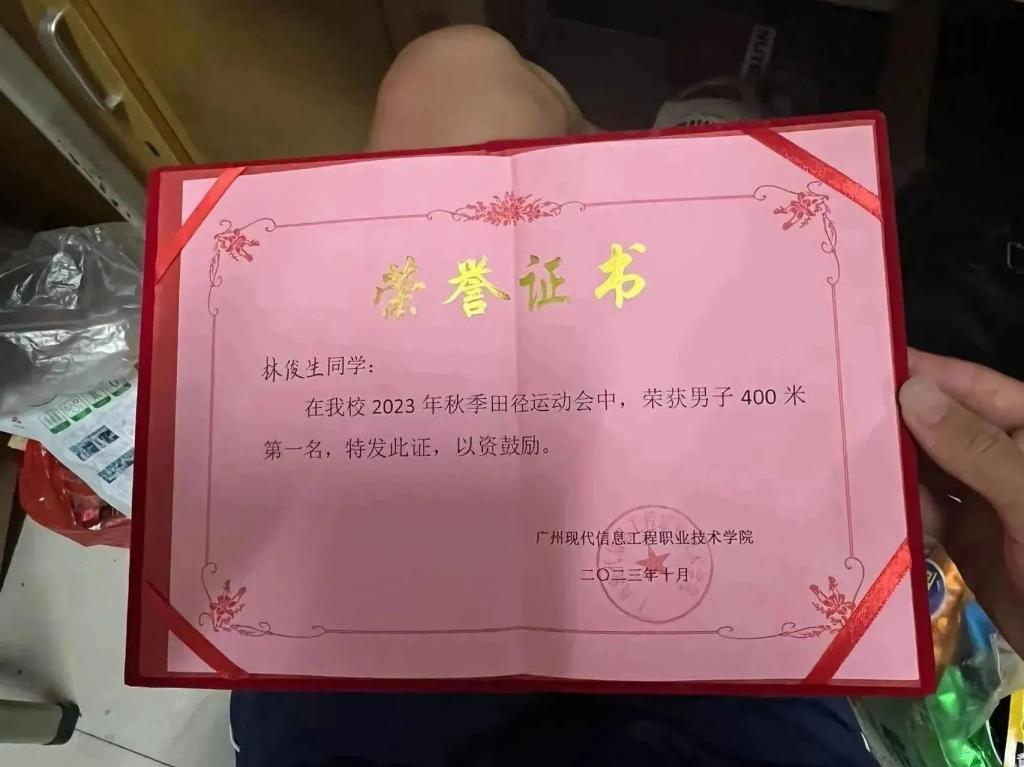 荣誉证书
林俊生同学：
在我校 2023 年秋季田径运动会中，荣获男子 400 米
第一名，特发此证，以资鼓励。
广州现代信息工程职业技术学院
二〇二三年十月